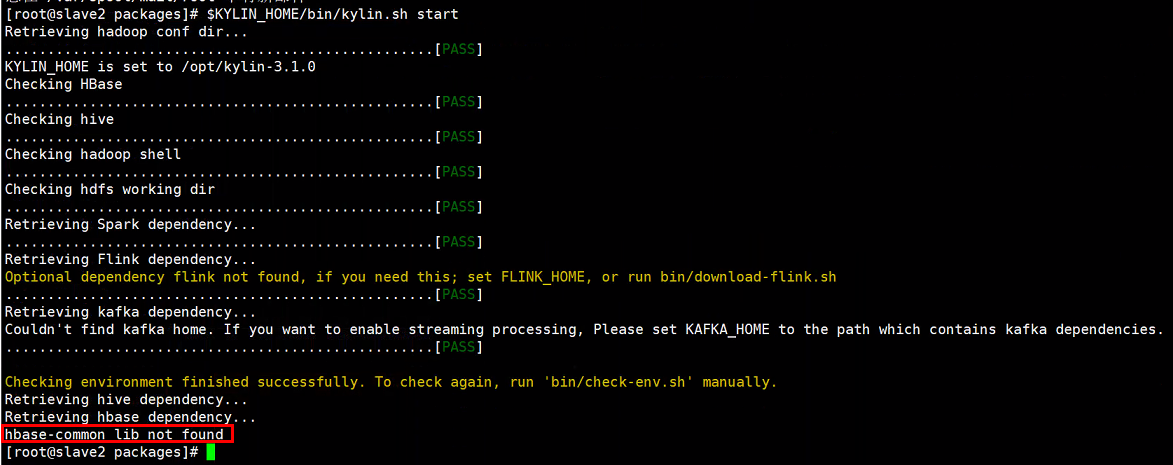 [root@slave2 packages]# $KYLIN_HOME/bin/kylin.sh start
Retrieving hadoop conf dir...
...................................................[PASS]
KYLIN_HOME is set to /opt/kylin-3.1.0
Checking HBase
...................................................[PASS]
Checking hive
...................................................[PASS]
Checking hadoop shell
...................................................[PASS]
Checking hdfs working dir
...................................................[PASS]
Retrieving Spark dependency...
...................................................[PASS]
Retrieving Flink dependency...
Optional dependency flink not found, if you need this; set FLINK_HOME, or run bin/download-flink.sh
...................................................[PASS]
Retrieving kafka dependency...
Couldn't find kafka home. If you want to enable streaming processing, Please set KAFKA_HOME to the path which contains kafka dependencies.
...................................................[PASS]
Checking environment finished successfully. To check again, run 'bin/check-env.sh' manually.
Retrieving hive dependency...
Retrieving hbase dependency...
hbase-common lib not found
[root@slave2 packages]#